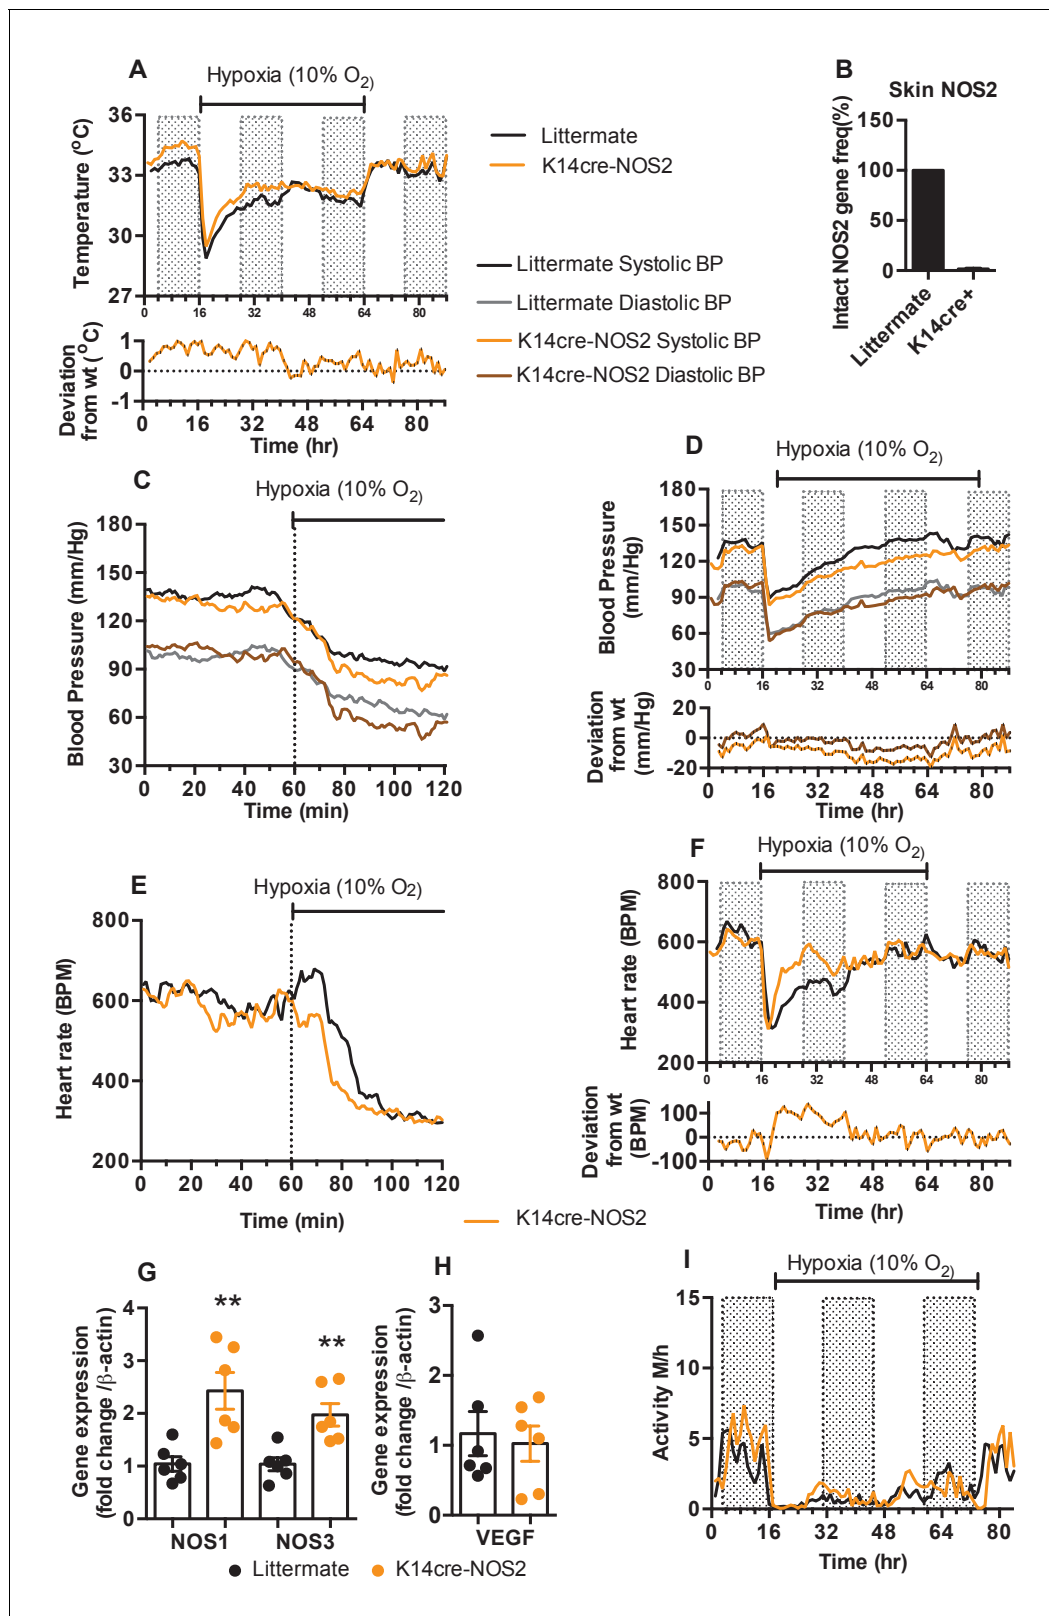 A
Hypoxia (10% O2)
Temperature (oC)
36
33
30
27
0 16 32 48 64 80
Deviation
from wt (oC)
1
0
-1
0 16 32 48 64 80
Time (hr)
Littermate
K14cre-NOS2
Littermate Systolic BP
Littermate Diastolic BP
K14cre-NOS2 Systolic BP
K14cre-NOS2 Diastolic BP
B
Skin NOS2
Intact NOS2 gene freq(%)
150
100
50
0
Littermate
K14cre+
C
Hypoxia (10% O2)
Blood Pressure (mm/Hg)
180
150
120
90
60
30
0 20 40 60 80 100 120
Time (min)
D
Hypoxia (10% O2)
Blood Pressure
(mm/Hg)
180
150
120
90
60
30
0 16 32 48 64 80
Deviation
from wt
(mm/Hg)
20
0
-20
0 16 32 48 64 80
Time (hr)
E
Hypoxia (10% O2)
Heart rate (BPM)
800
600
400
200
0 20 40 60 80 100 120
Time (min)
F
Hypoxia (10% O2)
Heart rate (BPM)
800
600
400
200
0 16 32 48 64 80
Deviation
from wt
(BPM)
100
0
-100
0 16 32 48 64 80
Time (hr)
K14cre-NOS2
G
Gene expression
(fold change /β-actin)
4
3
2
1
0
**
**
NOS1 NOS3
H
Gene expression
(fold change /β-actin)
3
2
1
0
VEGF
Littermate K14cre-NOS2
I
Hypoxia (10% O2)
Activity M/h
15
10
5
0
0 16 32 48 64 80
Time (hr)